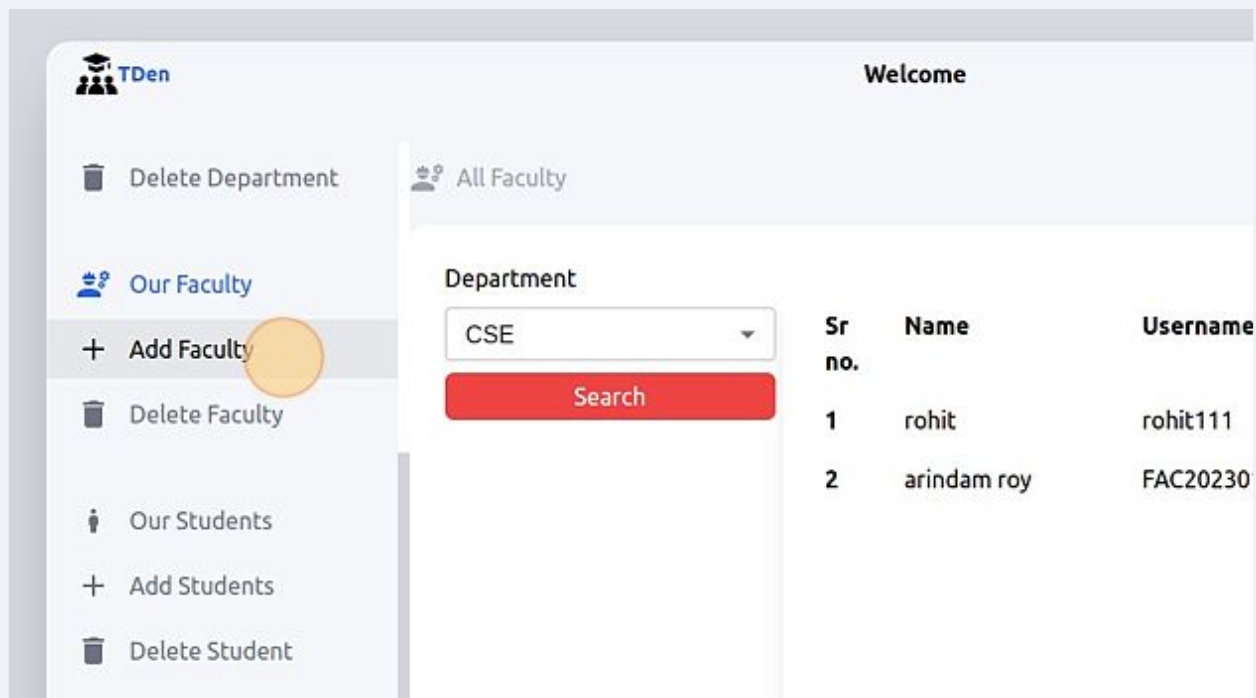 TDen
Welcome
Delete Department
Our Faculty
Add Faculty
Delete Faculty
Our Students
Add Students
Delete Student
All Faculty
Department
CSE
Search
Sr no. Name Username
1 rohit rohit111
2 arindam roy FAC20230